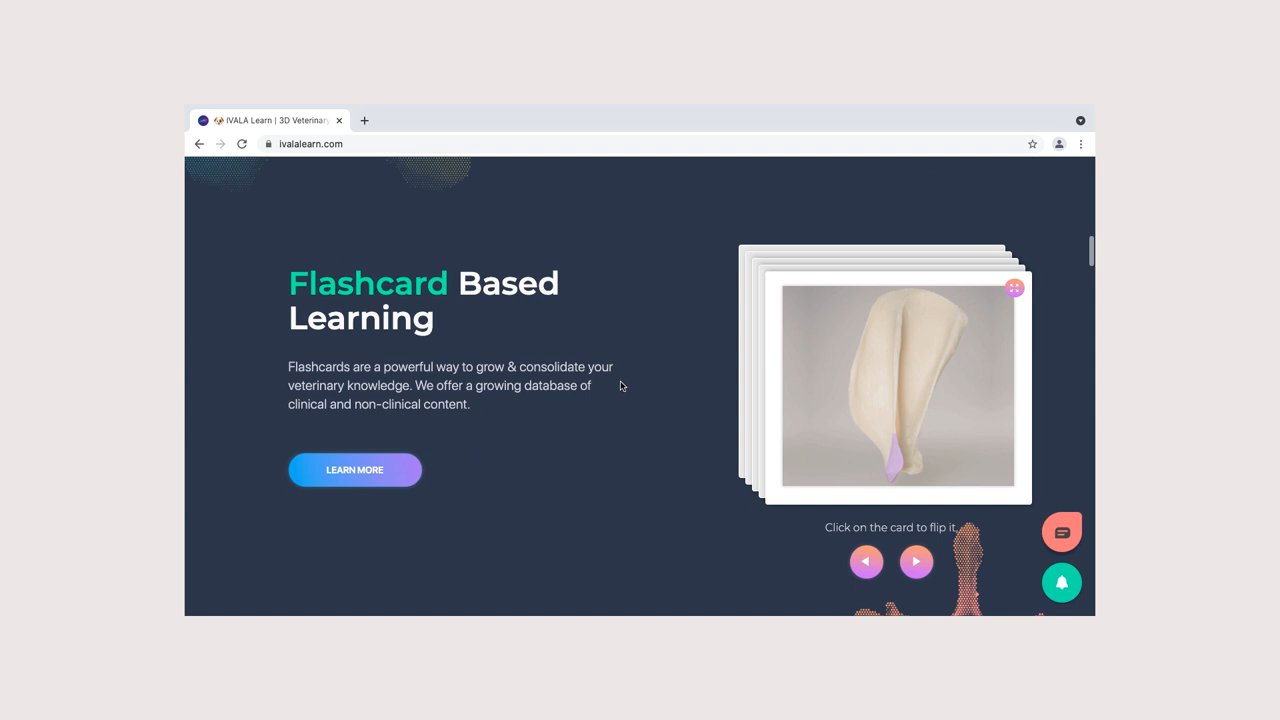 IVALA Learn | 3D Veterinary
ivalalearn.com
Flashcard Based
Learning
Flashcards are a powerful way to grow & consolidate your
veterinary knowledge. We offer a growing database of
clinical and non-clinical content.
LEARN MORE
Click on the card to flip it.